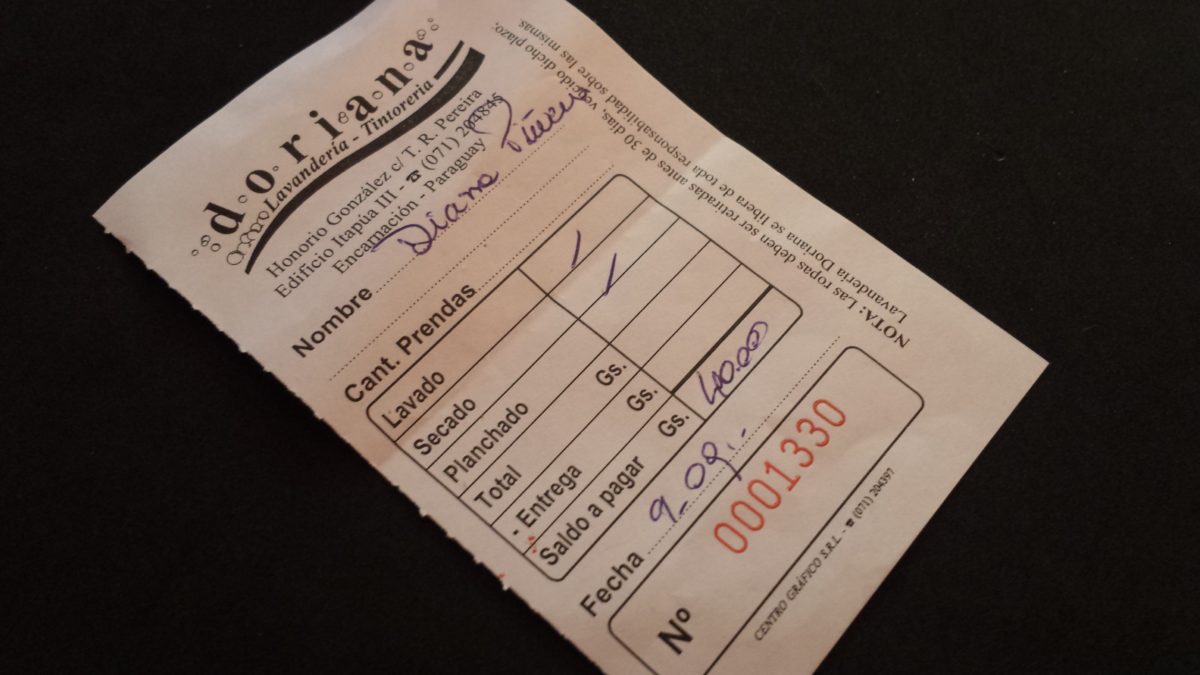 doriana
Lavandería - Tintoreria
Honorio González c/ T. R. Pereira
Edificio Itapúa III - ☎ (071) 204845
Encarnación - Paraguay
Nombre Diana
Cant. Prendas
Lavado /
Secado /
Planchado
Total Gs.
- Entrega Gs.
Saldo a pagar Gs. 40.000
Fecha 9-09.-
Nº 0001330
CENTRO GRÁFICO S.R.L. - ☎ (071) 204397
NOTA: Las ropas deben ser retiradas antes de 30 días, vencido dicho plazo;
Lavandería Doriana se libera de toda responsabilidad sobre las mismas.